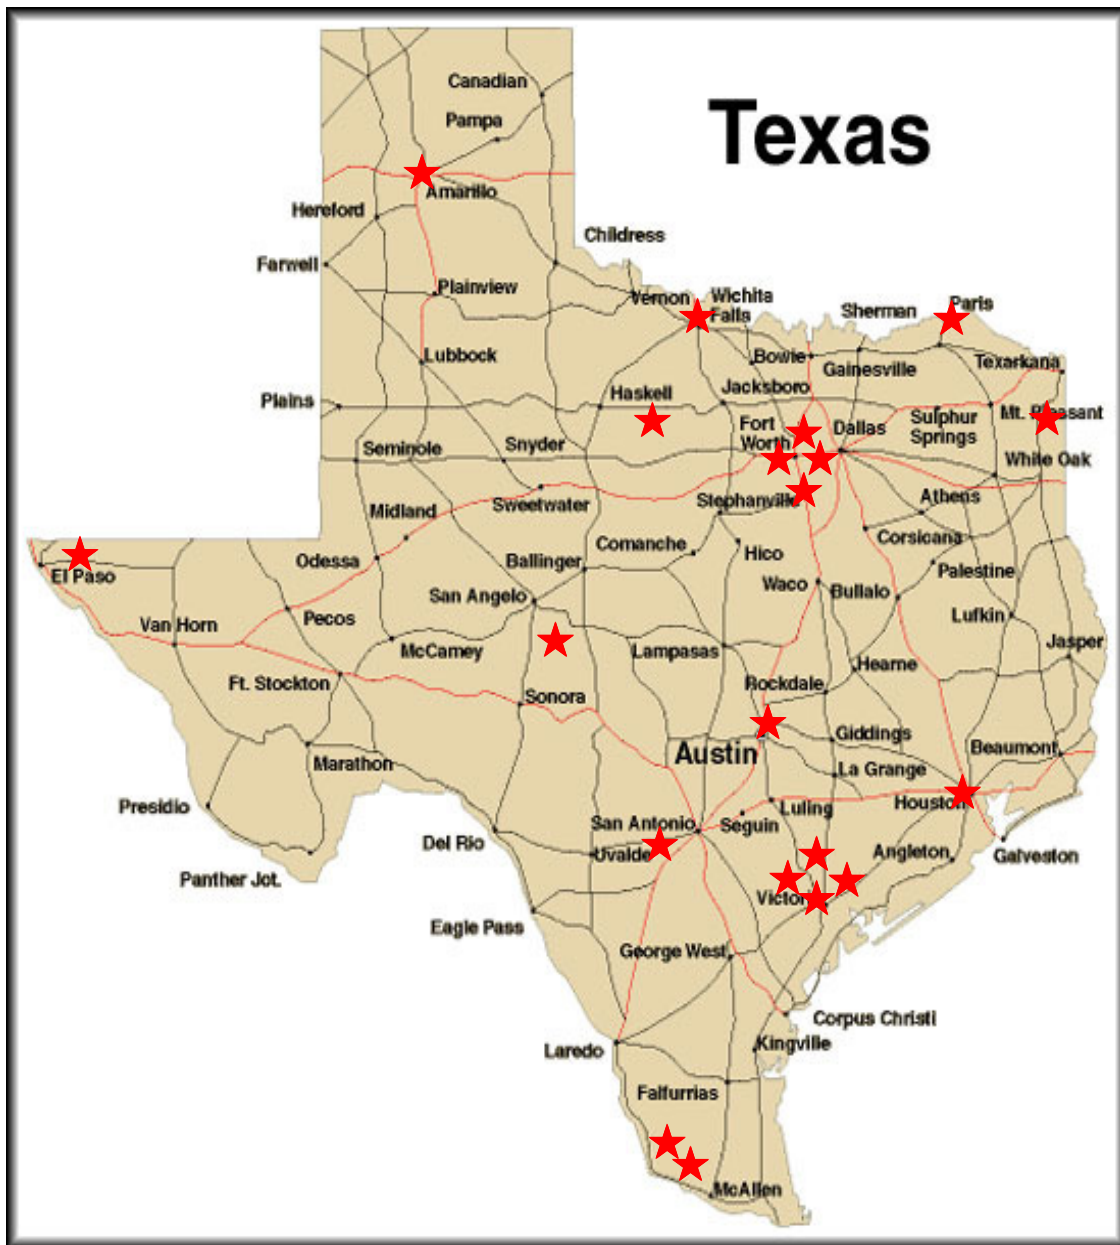 Texas
Canadian
Pampa
Amarillo
Hereford
Childress
Farwell
Plainview
Vernon
Wichita
Falls
Sherman
Paris
Lubbock
Bowie
Gainesville
Texarkana
Plains
Haskell
Jacksboro
Mt. Pleasant
Fort
Worth
Dallas
Sulphur
Springs
Seminole
Snyder
White Oak
Midland
Sweetwater
Stephanville
Athens
Odessa
Ballinger
Comanche
Hico
Corsicana
El Paso
Palestine
San Angelo
Waco
Bullalo
Van Horn
Pecos
Lufkin
McCamey
Lampasas
Jasper
Hearne
Ft. Stockton
Sonora
Rockdale
Giddings
Austin
Beaumont
Marathon
La Grange
Presidio
Houston
Luling
San Antonio
Seguin
Del Rio
Uvalde
Angleton
Galveston
Panther Jct.
Victoria
Eagle Pass
George West
Corpus Christi
Laredo
Kingville
Falfurrias
McAllen